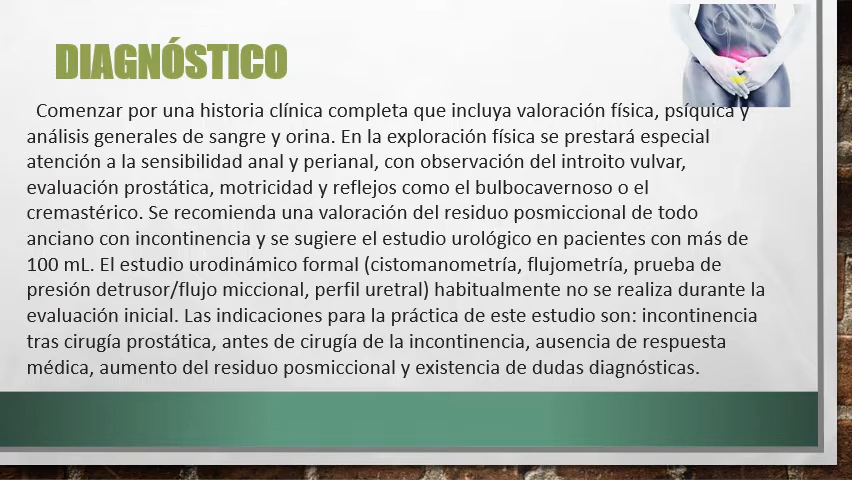 DIAGNÓSTICO
Comenzar por una historia clínica completa que incluya valoración física, psíquica y
análisis generales de sangre y orina. En la exploración física se prestará especial
atención a la sensibilidad anal y perianal, con observación del introito vulvar,
evaluación prostática, motricidad y reflejos como el bulbocavernoso o el
cremastérico. Se recomienda una valoración del residuo posmiccional de todo
anciano con incontinencia y se sugiere el estudio urológico en pacientes con más de
100 mL. El estudio urodinámico formal (cistomanometría, flujometría, prueba de
presión detrusor/flujo miccional, perfil uretral) habitualmente no se realiza durante la
evaluación inicial. Las indicaciones para la práctica de este estudio son: incontinencia
tras cirugía prostática, antes de cirugía de la incontinencia, ausencia de respuesta
médica, aumento del residuo posmiccional y existencia de dudas diagnósticas.